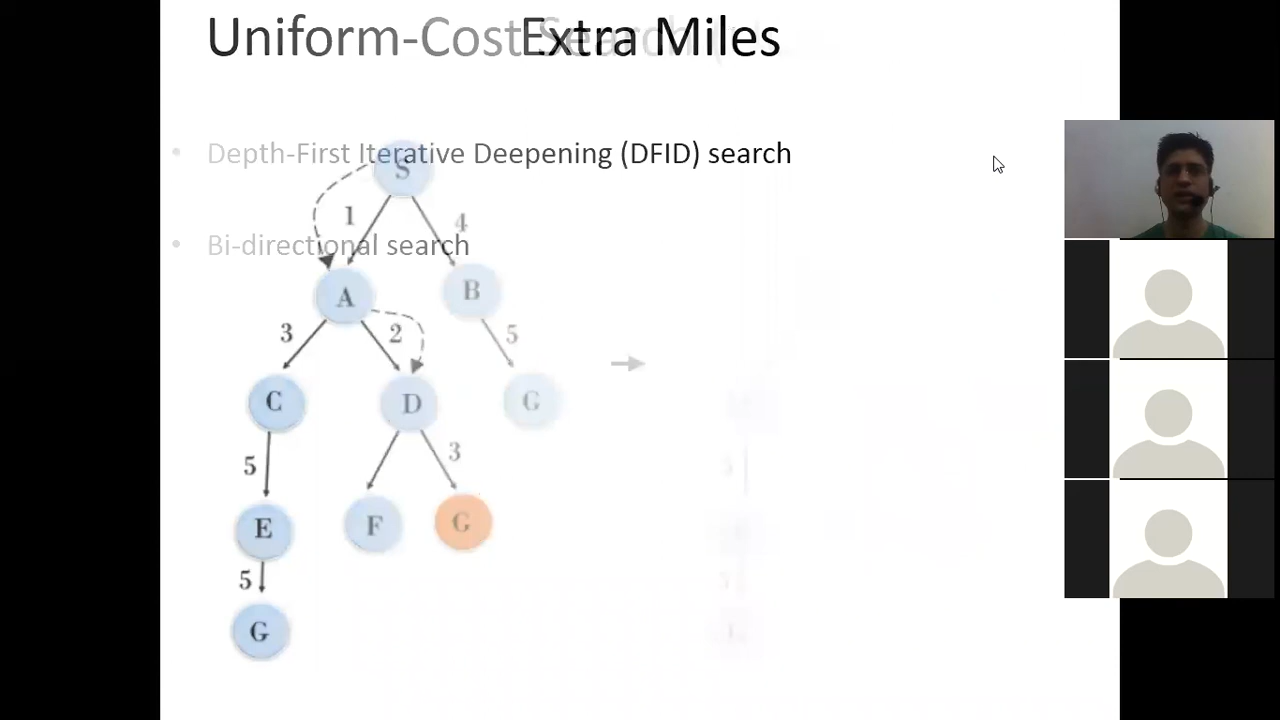 Uniform-Cost Search
Extra Miles
• Depth-First Iterative Deepening (DFID) search
S
1
4
• Bi-directional search
A
B
3
2
5
C
D
G
5
3
E
F
G
5
G